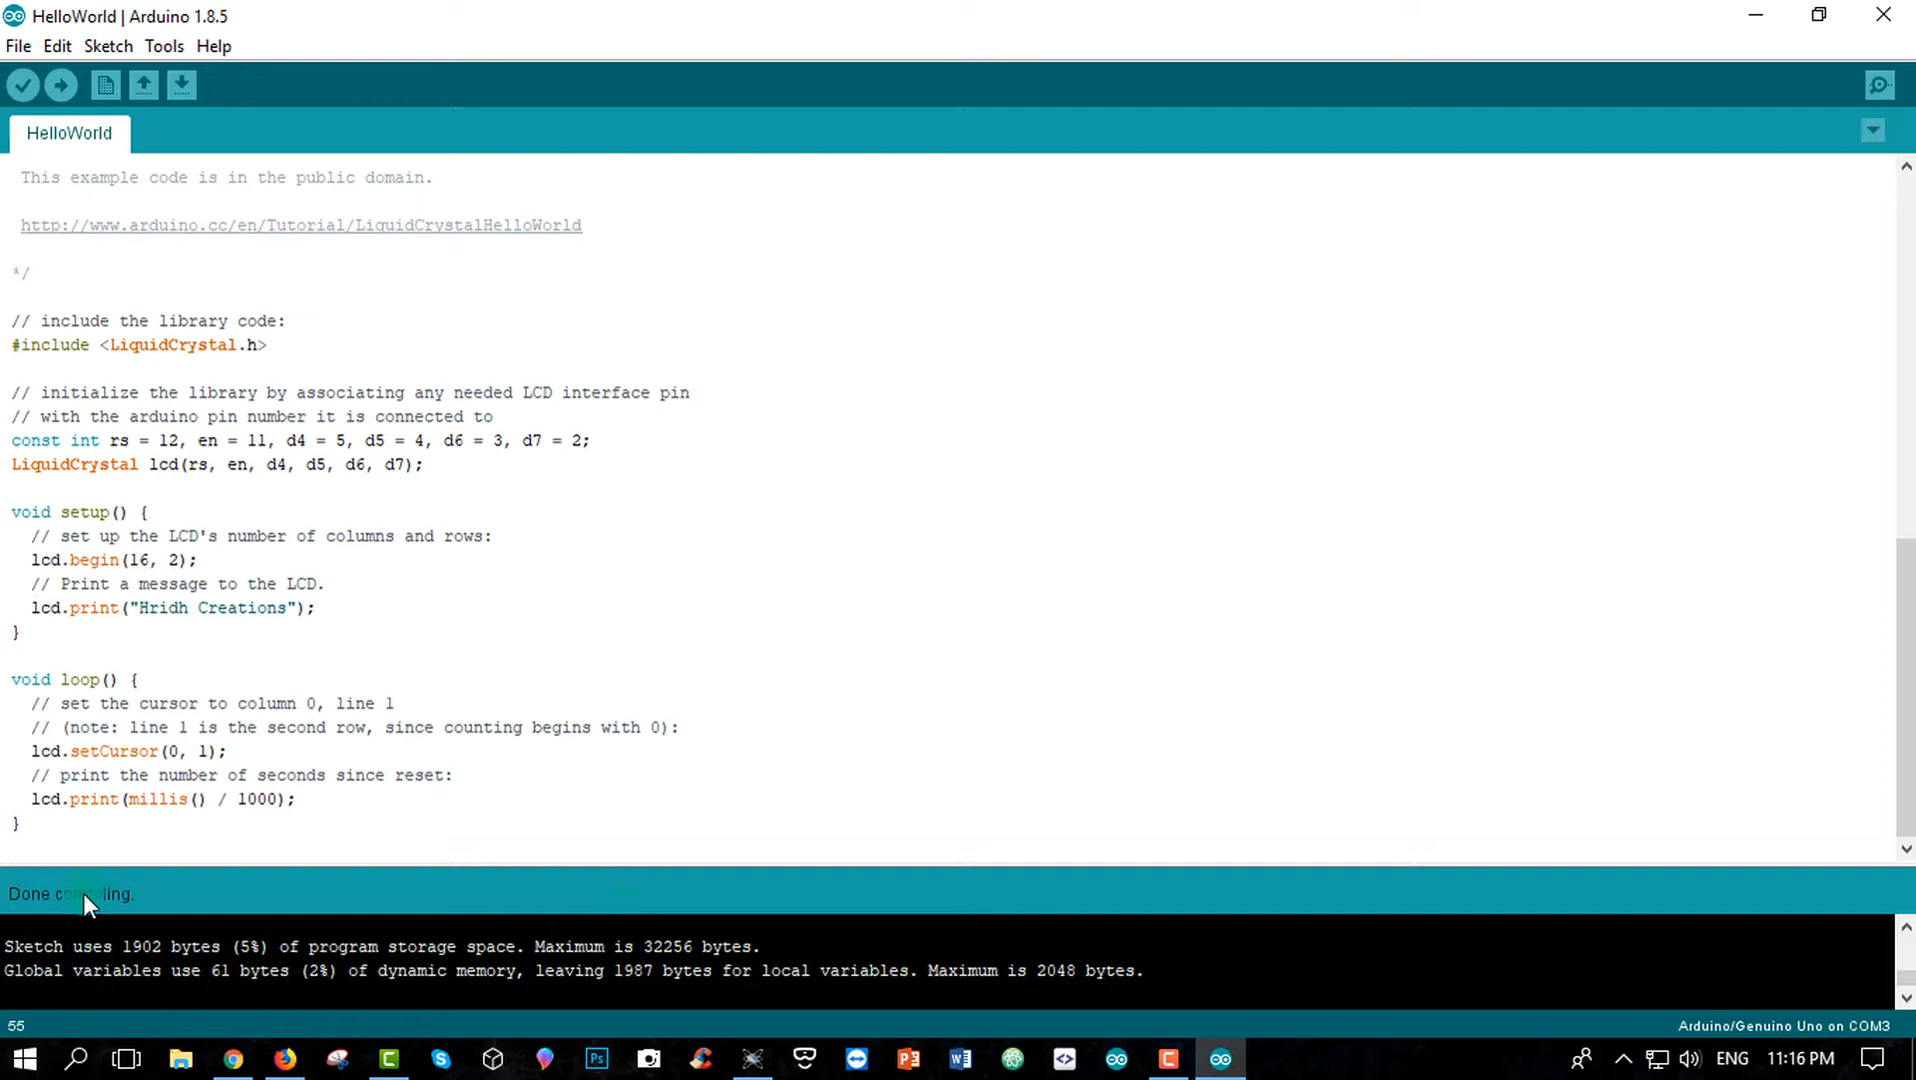 HelloWorld | Arduino 1.8.5
File Edit Sketch Tools Help
HelloWorld
This example code is in the public domain.
http://www.arduino.cc/en/Tutorial/LiquidCrystalHelloWorld
*/
// include the library code:
#include <LiquidCrystal.h>
// initialize the library by associating any needed LCD interface pin
// with the arduino pin number it is connected to
const int rs = 12, en = 11, d4 = 5, d5 = 4, d6 = 3, d7 = 2;
LiquidCrystal lcd(rs, en, d4, d5, d6, d7);
void setup() {
// set up the LCD's number of columns and rows:
lcd.begin(16, 2);
// Print a message to the LCD.
lcd.print("Hridh Creations");
}
void loop() {
// set the cursor to column 0, line 1
// (note: line 1 is the second row, since counting begins with 0):
lcd.setCursor(0, 1);
// print the number of seconds since reset:
lcd.print(millis() / 1000);
}
Done compiling.
Sketch uses 1902 bytes (5%) of program storage space. Maximum is 32256 bytes.
Global variables use 61 bytes (2%) of dynamic memory, leaving 1987 bytes for local variables. Maximum is 2048 bytes.
55 Arduino/Genuino Uno on COM3
ENG 11:16 PM